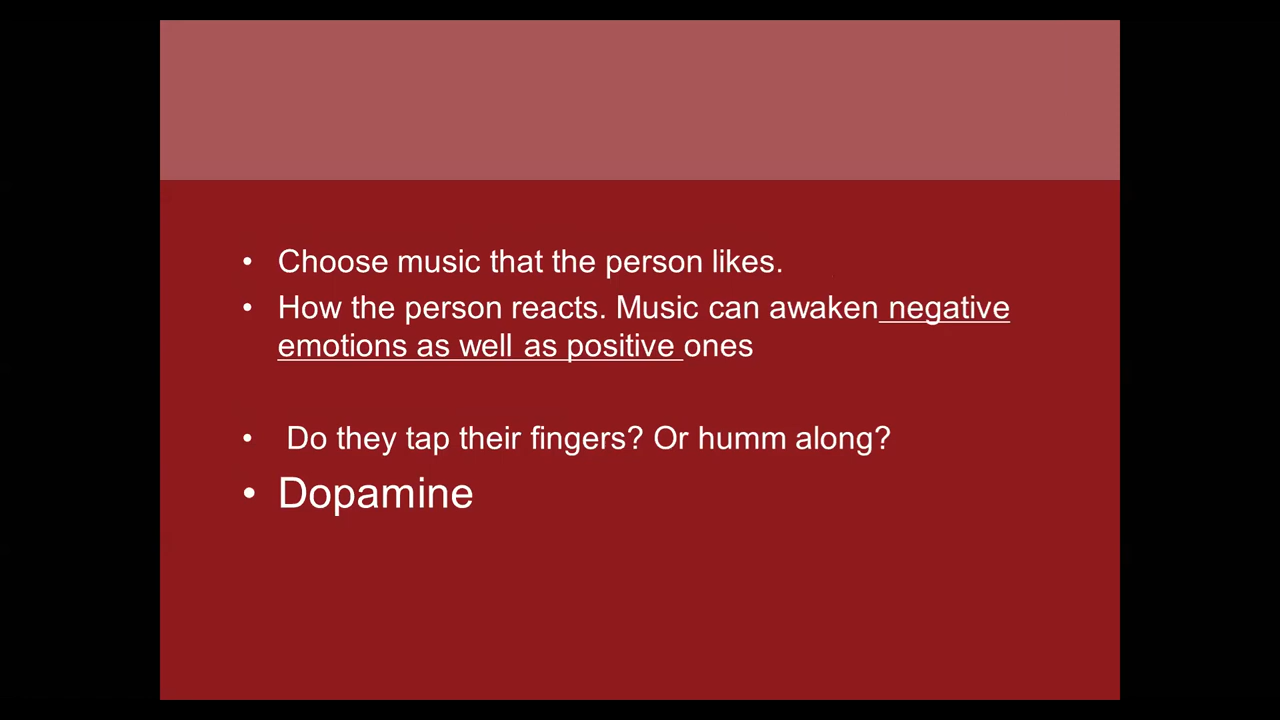 • Choose music that the person likes.
• How the person reacts. Music can awaken negative
emotions as well as positive ones
• Do they tap their fingers? Or humm along?
• Dopamine